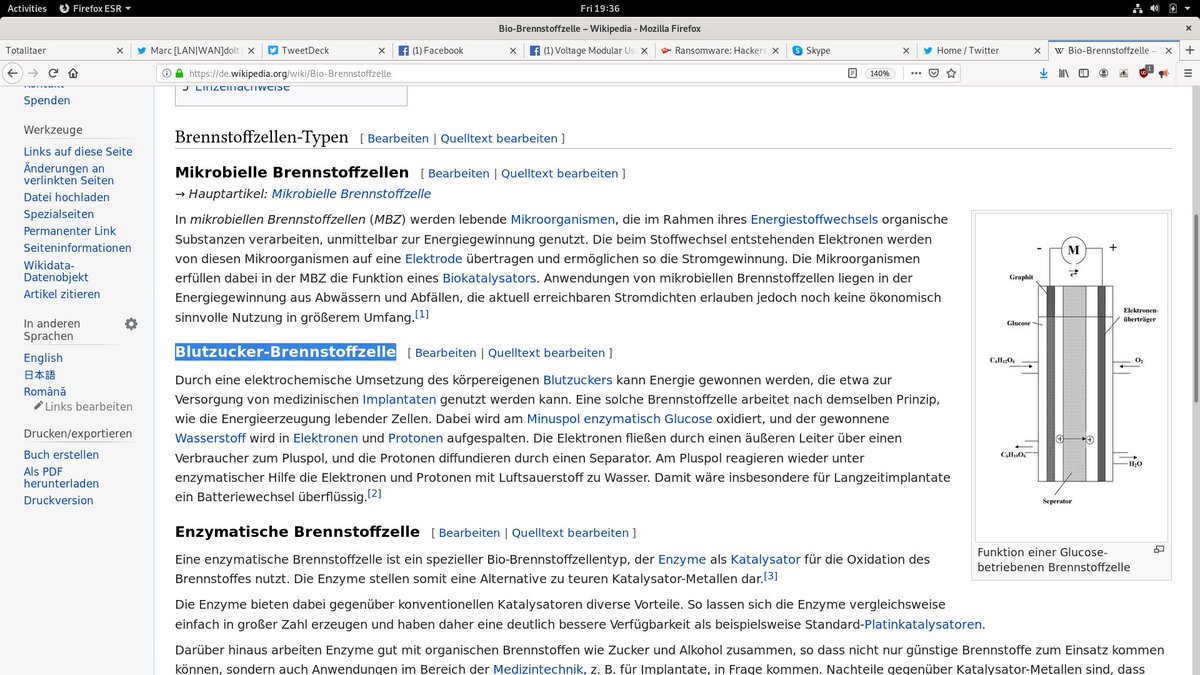 Activities Firefox ESR Fri 19:36
Bio-Brennstoffzelle – Wikipedia - Mozilla Firefox
Totalitaer Marc [LAN|WAN]dolt TweetDeck (1) Facebook (1) Voltage Modular Us Ransomware: Hackers Skype Home / Twitter Bio-Brennstoffzelle –
https://de.wikipedia.org/wiki/Bio-Brennstoffzelle 140%
Kontakt
Spenden
Werkzeuge
Links auf diese Seite
Änderungen an
verlinkten Seiten
Datei hochladen
Spezialseiten
Permanenter Link
Seiteninformationen
Wikidata-
Datenobjekt
Artikel zitieren
In anderen
Sprachen
English
日本語
Română
Links bearbeiten
Drucken/exportieren
Buch erstellen
Als PDF
herunterladen
Druckversion
5 Einzelnachweise
Brennstoffzellen-Typen [ Bearbeiten | Quelltext bearbeiten ]
Mikrobielle Brennstoffzellen [ Bearbeiten | Quelltext bearbeiten ]
→ Hauptartikel: Mikrobielle Brennstoffzelle
In mikrobiellen Brennstoffzellen (MBZ) werden lebende Mikroorganismen, die im Rahmen ihres Energiestoffwechsels organische
Substanzen verarbeiten, unmittelbar zur Energiegewinnung genutzt. Die beim Stoffwechsel entstehenden Elektronen werden
von diesen Mikroorganismen auf eine Elektrode übertragen und ermöglichen so die Stromgewinnung. Die Mikroorganismen
erfüllen dabei in der MBZ die Funktion eines Biokatalysators. Anwendungen von mikrobiellen Brennstoffzellen liegen in der
Energiegewinnung aus Abwässern und Abfällen, die aktuell erreichbaren Stromdichten erlauben jedoch noch keine ökonomisch
sinnvolle Nutzung in größerem Umfang.[1]
Blutzucker-Brennstoffzelle [ Bearbeiten | Quelltext bearbeiten ]
Durch eine elektrochemische Umsetzung des körpereigenen Blutzuckers kann Energie gewonnen werden, die etwa zur
Versorgung von medizinischen Implantaten genutzt werden kann. Eine solche Brennstoffzelle arbeitet nach demselben Prinzip,
wie die Energieerzeugung lebender Zellen. Dabei wird am Minuspol enzymatisch Glucose oxidiert, und der gewonnene
Wasserstoff wird in Elektronen und Protonen aufgespalten. Die Elektronen fließen durch einen äußeren Leiter über einen
Verbraucher zum Pluspol, und die Protonen diffundieren durch einen Separator. Am Pluspol reagieren wieder unter
enzymatischer Hilfe die Elektronen und Protonen mit Luftsauerstoff zu Wasser. Damit wäre insbesondere für Langzeitimplantate
ein Batteriewechsel überflüssig.[2]
Enzymatische Brennstoffzelle [ Bearbeiten | Quelltext bearbeiten ]
Eine enzymatische Brennstoffzelle ist ein spezieller Bio-Brennstoffzellentyp, der Enzyme als Katalysator für die Oxidation des
Brennstoffes nutzt. Die Enzyme stellen somit eine Alternative zu teuren Katalysator-Metallen dar.[3]
Die Enzyme bieten dabei gegenüber konventionellen Katalysatoren diverse Vorteile. So lassen sich die Enzyme vergleichsweise
einfach in großer Zahl erzeugen und haben daher eine deutlich bessere Verfügbarkeit als beispielsweise Standard-Platinkatalysatoren.
Darüber hinaus arbeiten Enzyme gut mit organischen Brennstoffen wie Zucker und Alkohol zusammen, so dass nicht nur günstige Brennstoffe zum Einsatz kommen
können, sondern auch Anwendungen im Bereich der Medizintechnik, z. B. für Implantate, in Frage kommen. Nachteile gegenüber Katalysator-Metallen sind, dass
- M +
Graphit
Elektronen-
überträger
Glucose
C₆H₁₂O₆ O₂
+ +
C₆H₁₀O₆ H₂O
Seperator
Funktion einer Glucose-
betriebenen Brennstoffzelle